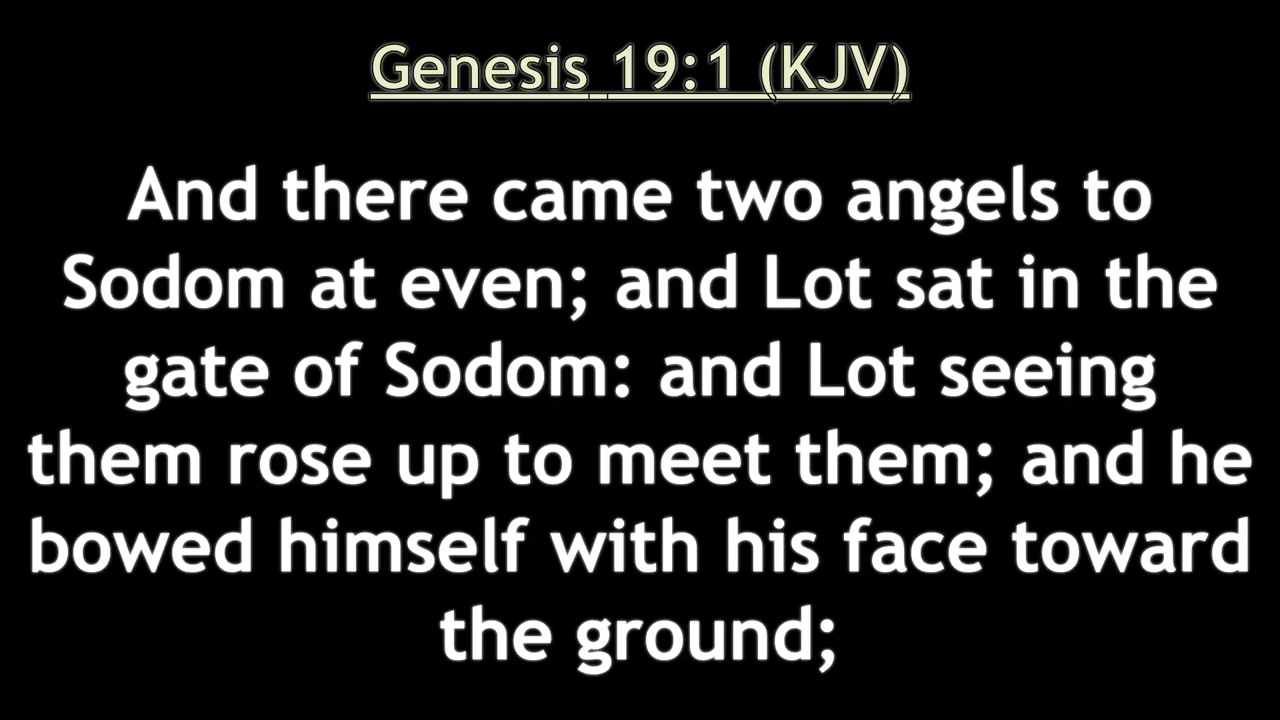 Genesis 19:1 (KJV)
And there came two angels to
Sodom at even; and Lot sat in the
gate of Sodom: and Lot seeing
them rose up to meet them; and he
bowed himself with his face toward
the ground;